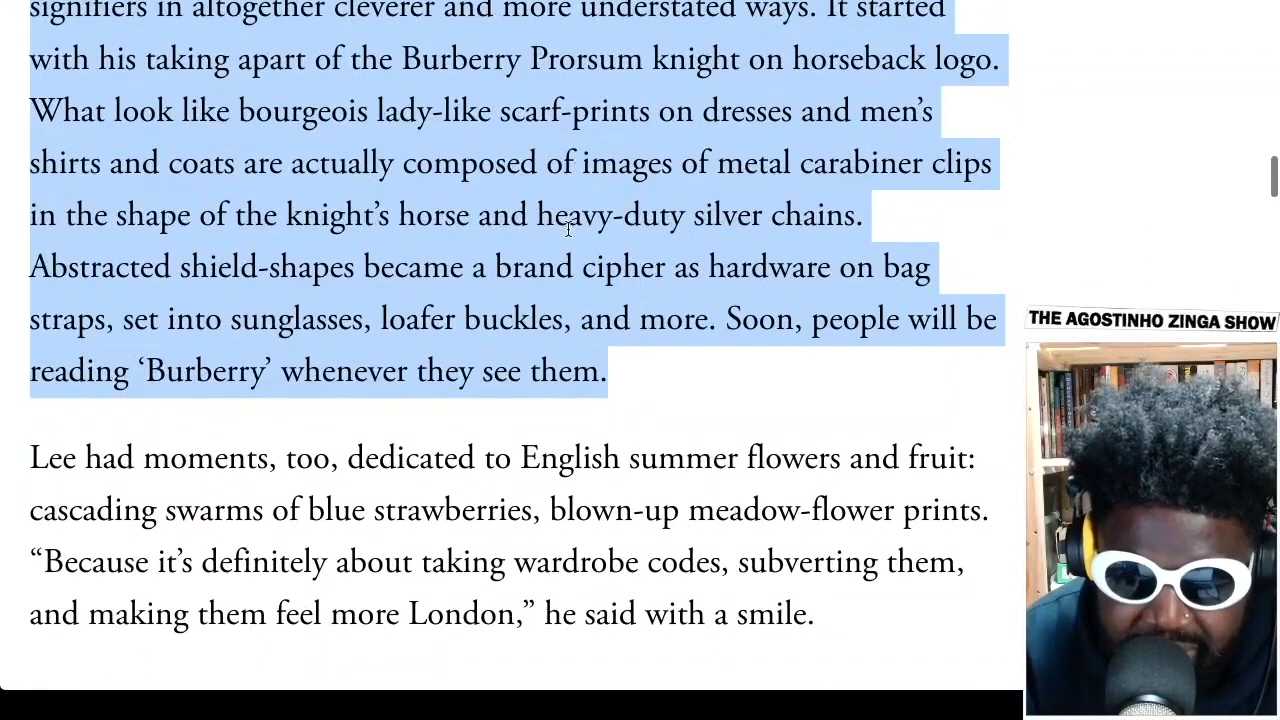 signifiers in altogether cleverer and more understated ways. It started
with his taking apart of the Burberry Prorsum knight on horseback logo.
What look like bourgeois lady-like scarf-prints on dresses and men’s
shirts and coats are actually composed of images of metal carabiner clips
in the shape of the knight’s horse and heavy-duty silver chains.
Abstracted shield-shapes became a brand cipher as hardware on bag
straps, set into sunglasses, loafer buckles, and more. Soon, people will be
reading ‘Burberry’ whenever they see them.
Lee had moments, too, dedicated to English summer flowers and fruit:
cascading swarms of blue strawberries, blown-up meadow-flower prints.
“Because it’s definitely about taking wardrobe codes, subverting them,
and making them feel more London,” he said with a smile.
THE AGOSTINHO ZINGA SHOW